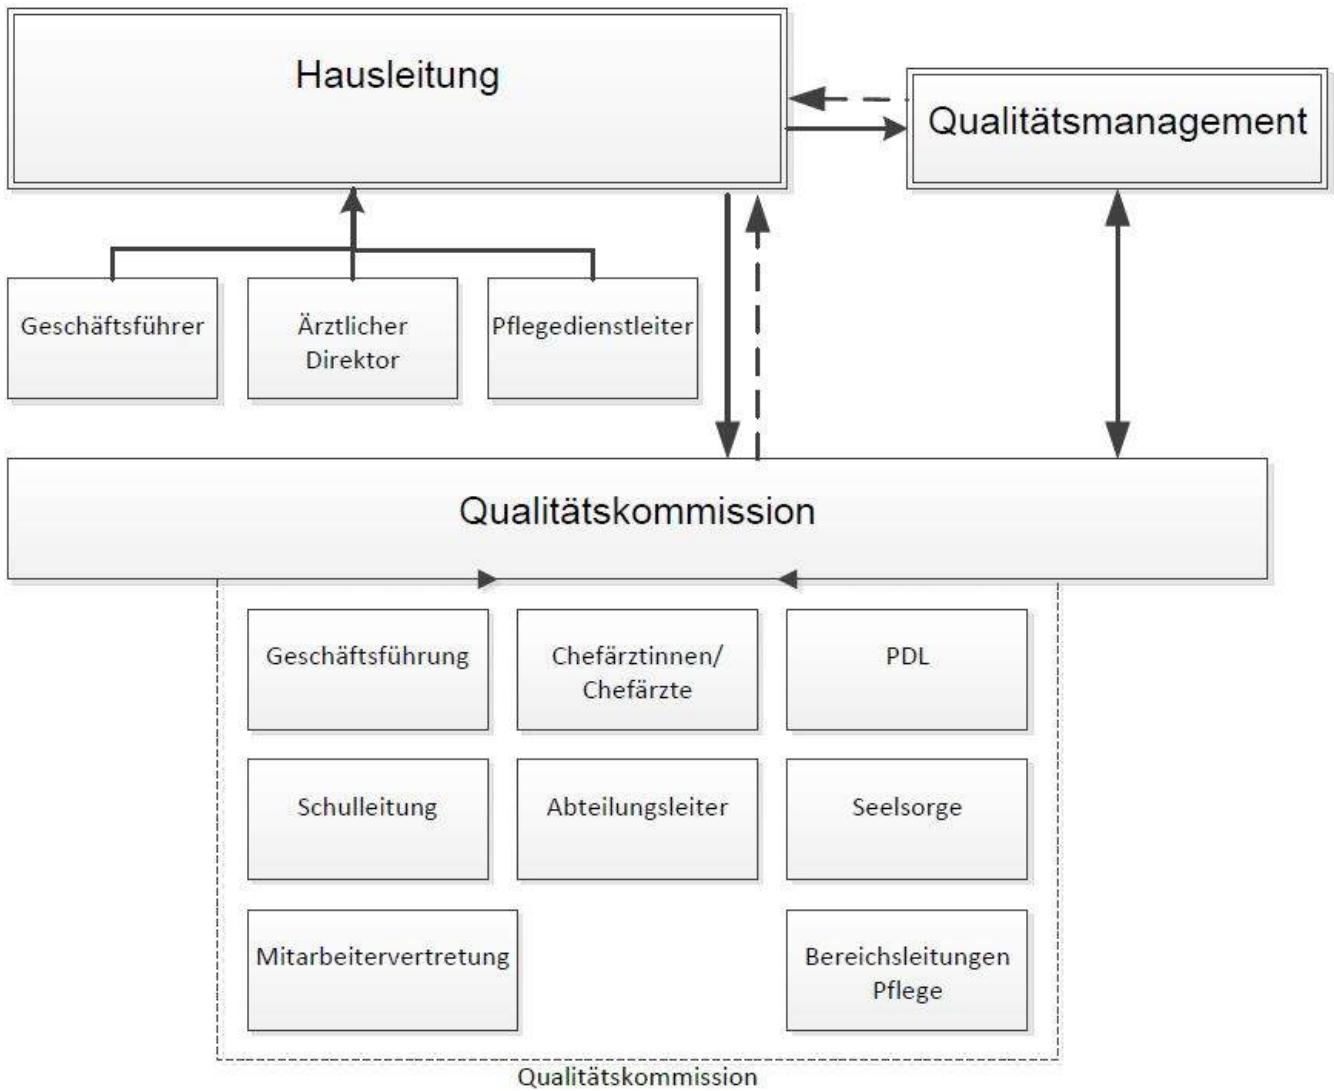 Hausleitung
Qualitätsmanagement
Geschäftsführer
Ärztlicher
Direktor
Pflegedienstleiter
Qualitätskommission
Geschäftsführung
Chefärztinnen/
Chefärzte
PDL
Schulleitung
Abteilungsleiter
Seelsorge
Mitarbeitervertretung
Bereichsleitungen
Pflege
Qualitätskommission